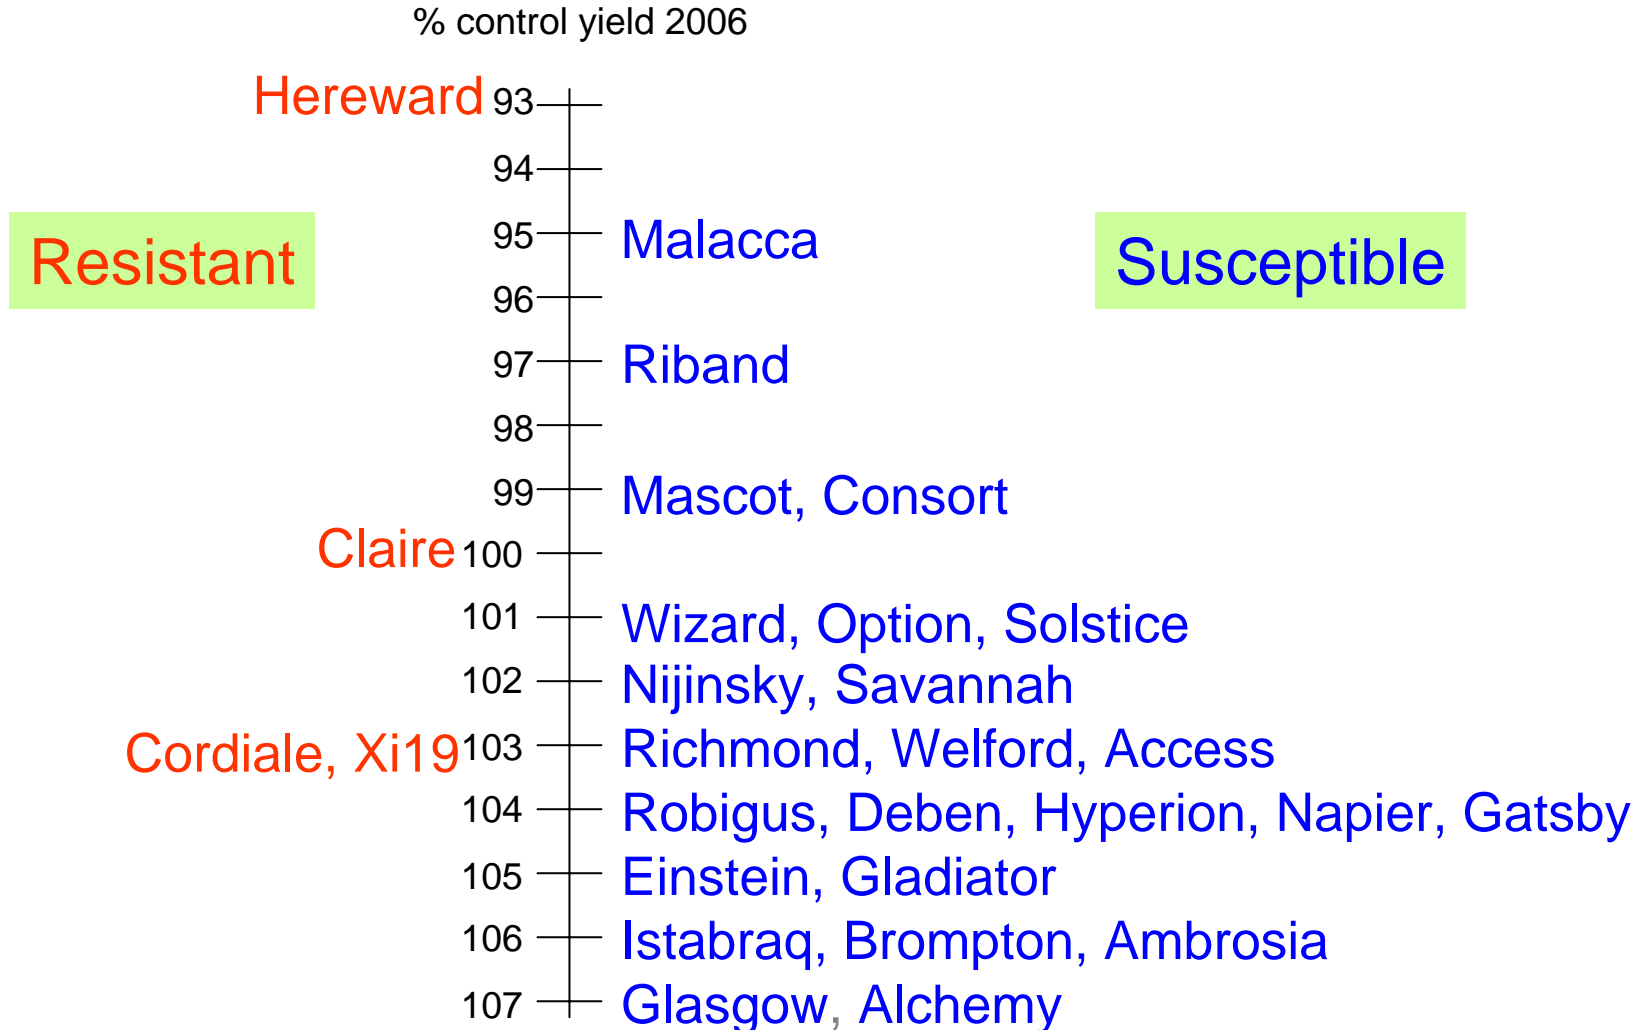 % control yield 2006
Hereward 93
94
95 Malacca
Resistant
Susceptible
96
97 Riband
98
99 Mascot, Consort
Claire 100
101 Wizard, Option, Solstice
102 Nijinsky, Savannah
Cordiale, Xi19 103 Richmond, Welford, Access
104 Robigus, Deben, Hyperion, Napier, Gatsby
105 Einstein, Gladiator
106 Istabraq, Brompton, Ambrosia
107 Glasgow, Alchemy